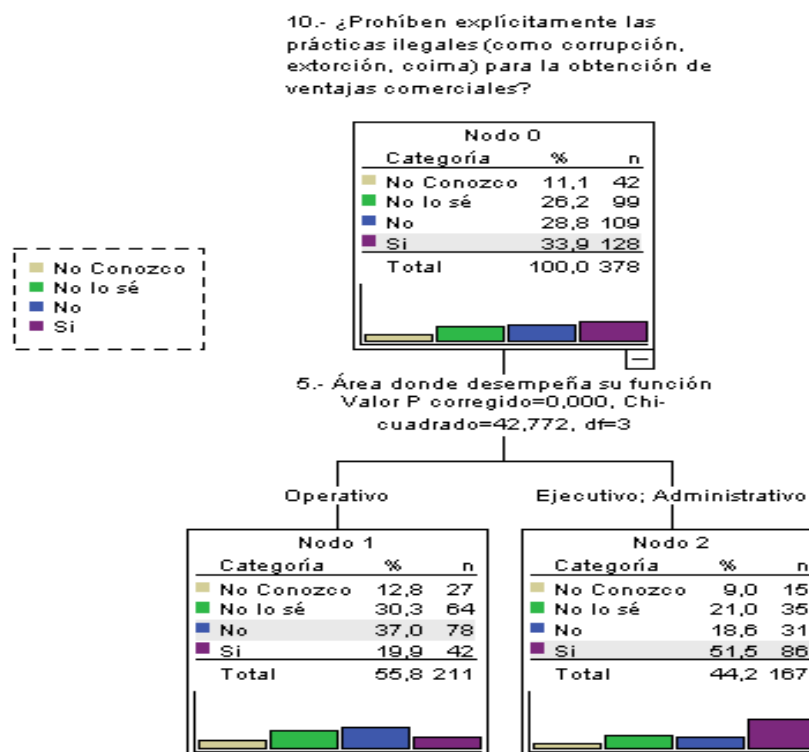 10.- ¿Prohíben explícitamente las
prácticas ilegales (como corrupción,
extorción, coima) para la obtención de
ventajas comerciales?
Nodo 0
Categoría % n
No Conozco 11,1 42
No lo sé 26,2 99
No 28,8 109
Si 33,9 128
Total 100,0 378
No Conozco
No lo sé
No
Si
5.- Área donde desempeña su función
Valor P corregido=0,000, Chi-
cuadrado=42,772, df=3
Operativo
Ejecutivo; Administrativo
Nodo 1
Categoría % n
No Conozco 12,8 27
No lo sé 30,3 64
No 37,0 78
Si 19,9 42
Total 55,8 211
Nodo 2
Categoría % n
No Conozco 9,0 15
No lo sé 21,0 35
No 18,6 31
Si 51,5 86
Total 44,2 167